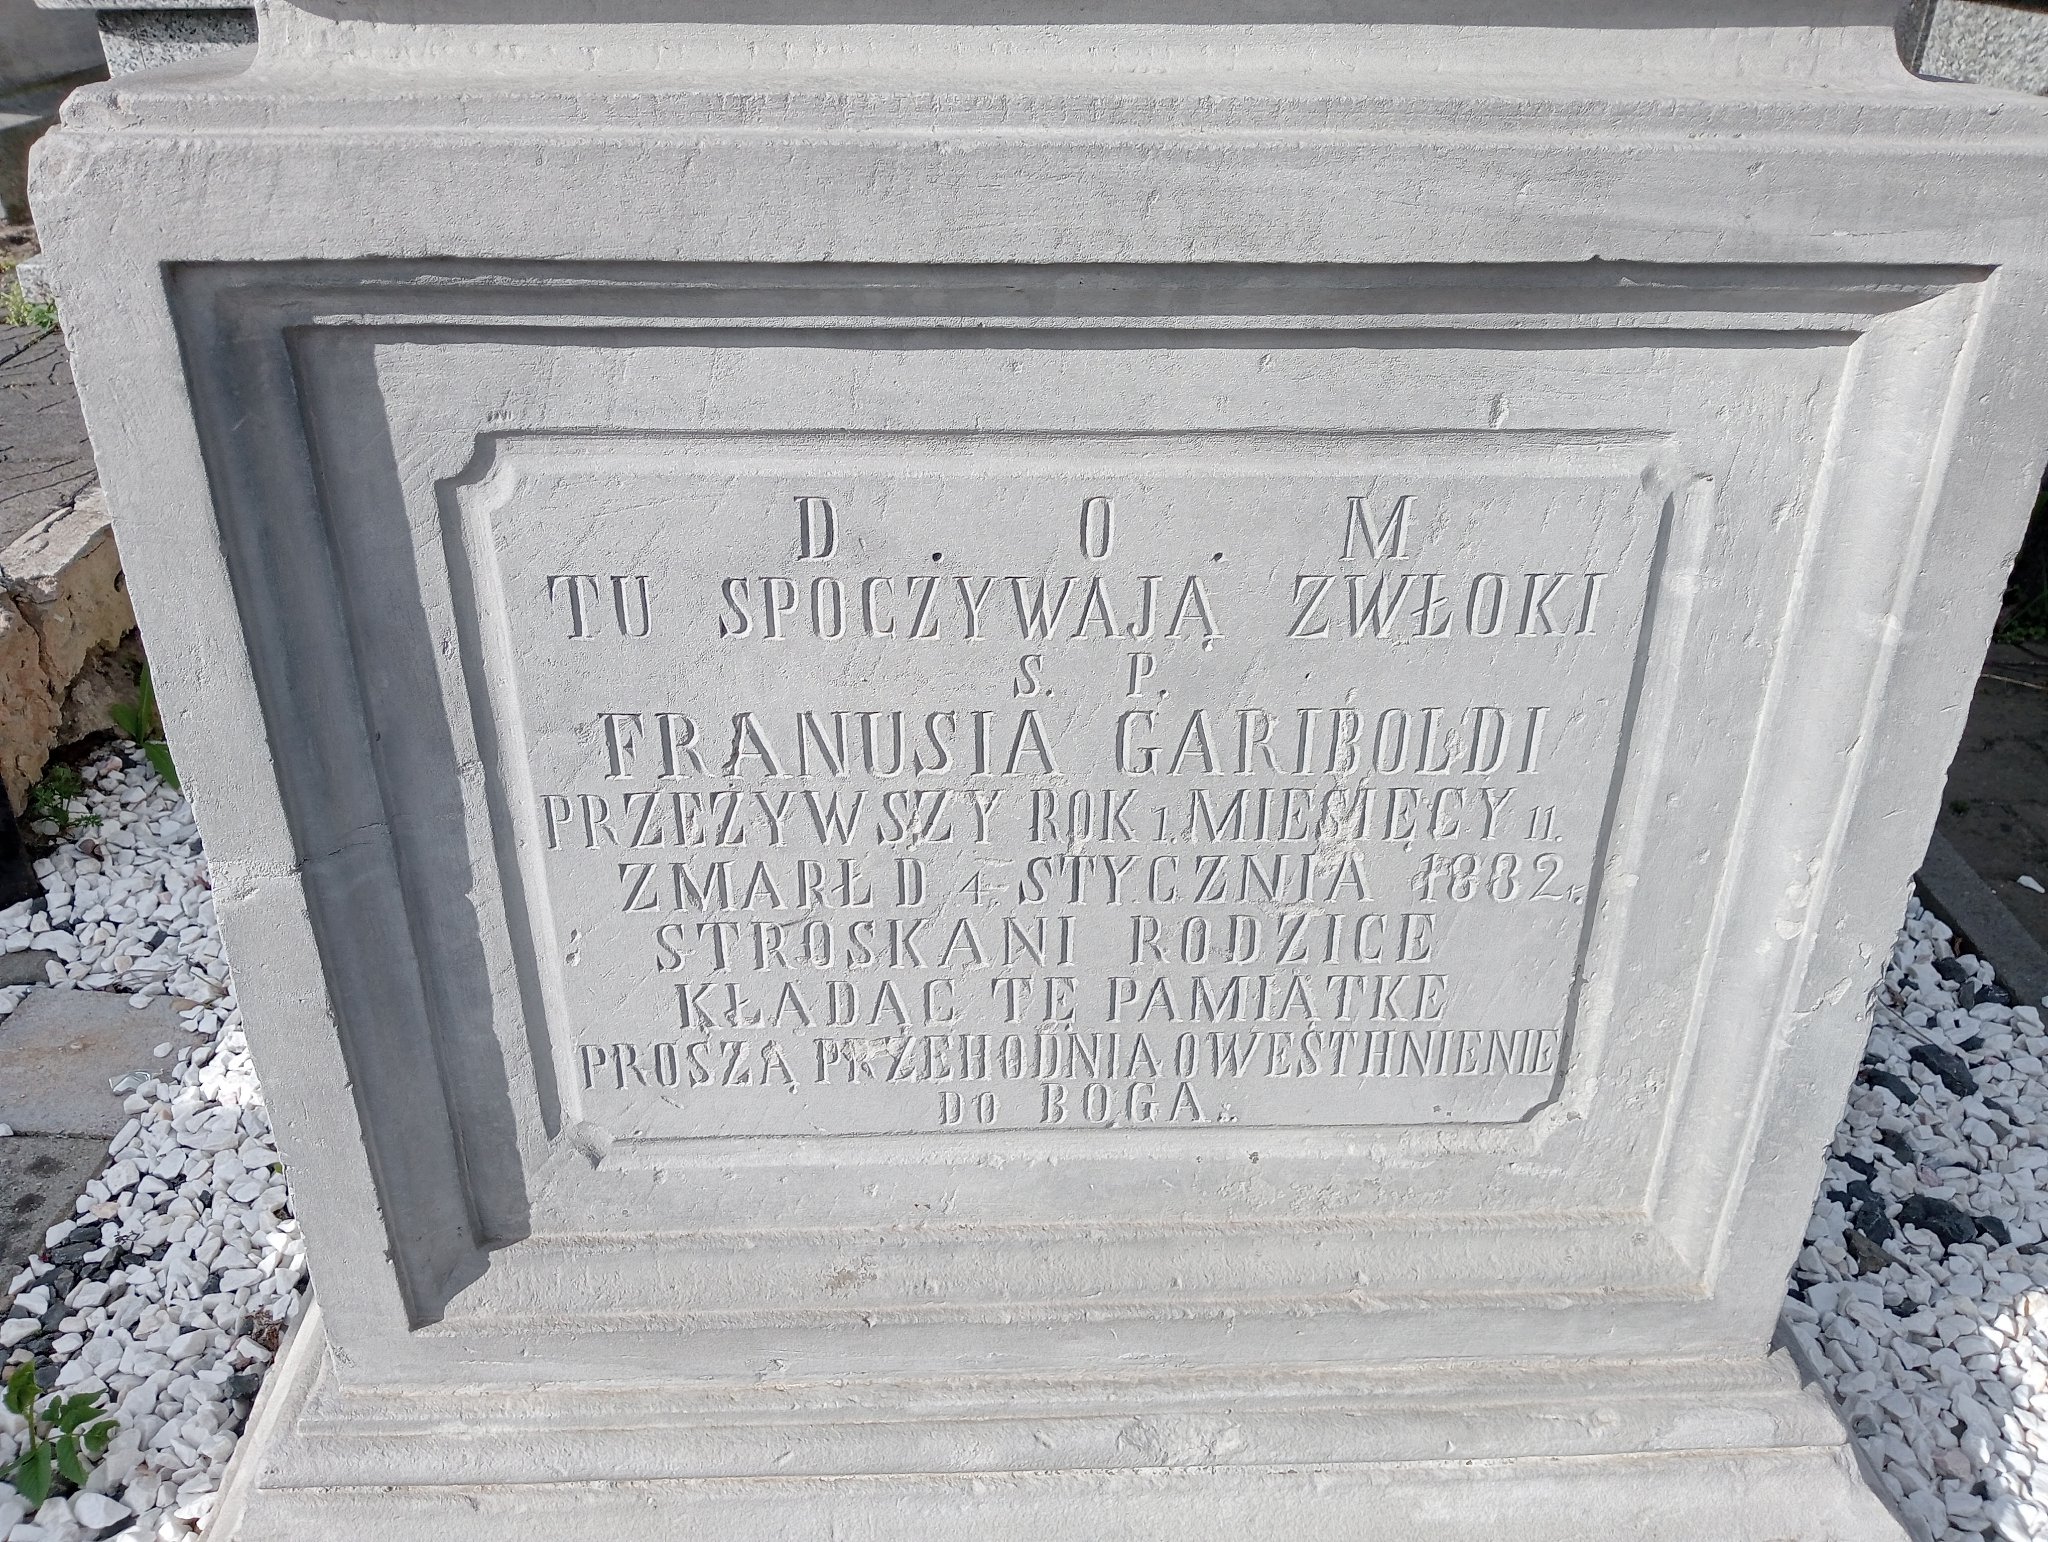 D . O . M
TU SPOCZYWAJĄ ZWŁOKI
S. P.
FRANUSIA GARIBOLDI
PRZEŻYWSZY ROK 1. MIESIĘCY 11.
ZMARŁ D 4 STYCZNIA 1882 r.
STROSKANI RODZICE
KŁADĄC TĘ PAMIĄTKE
PROSZĄ PRZEHODNIA O WESTHNIENIE
DO BOGA.